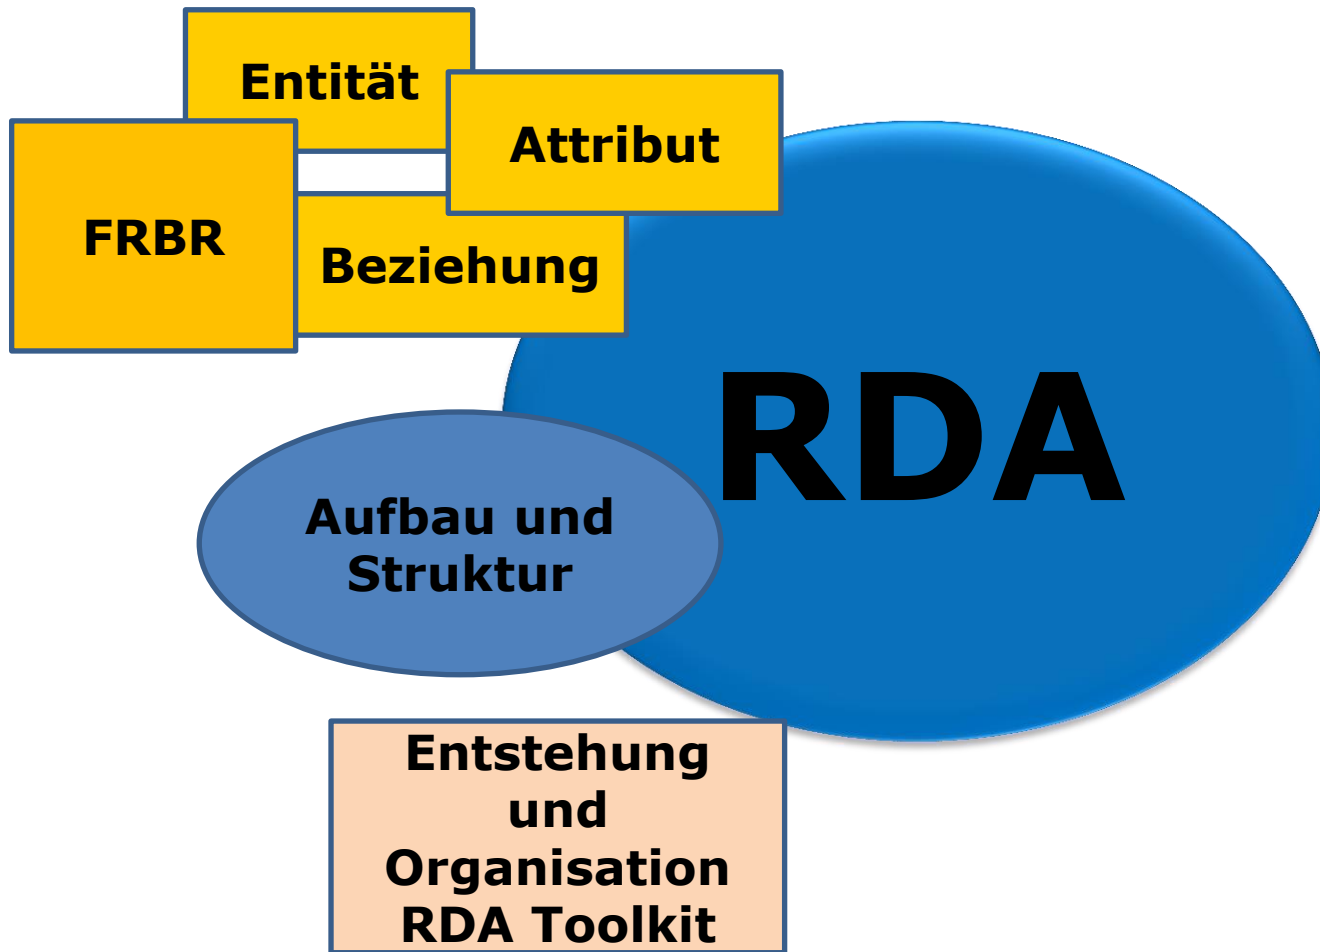 Entität
Attribut
FRBR
Beziehung
RDA
Aufbau und
Struktur
Entstehung
und
Organisation
RDA Toolkit